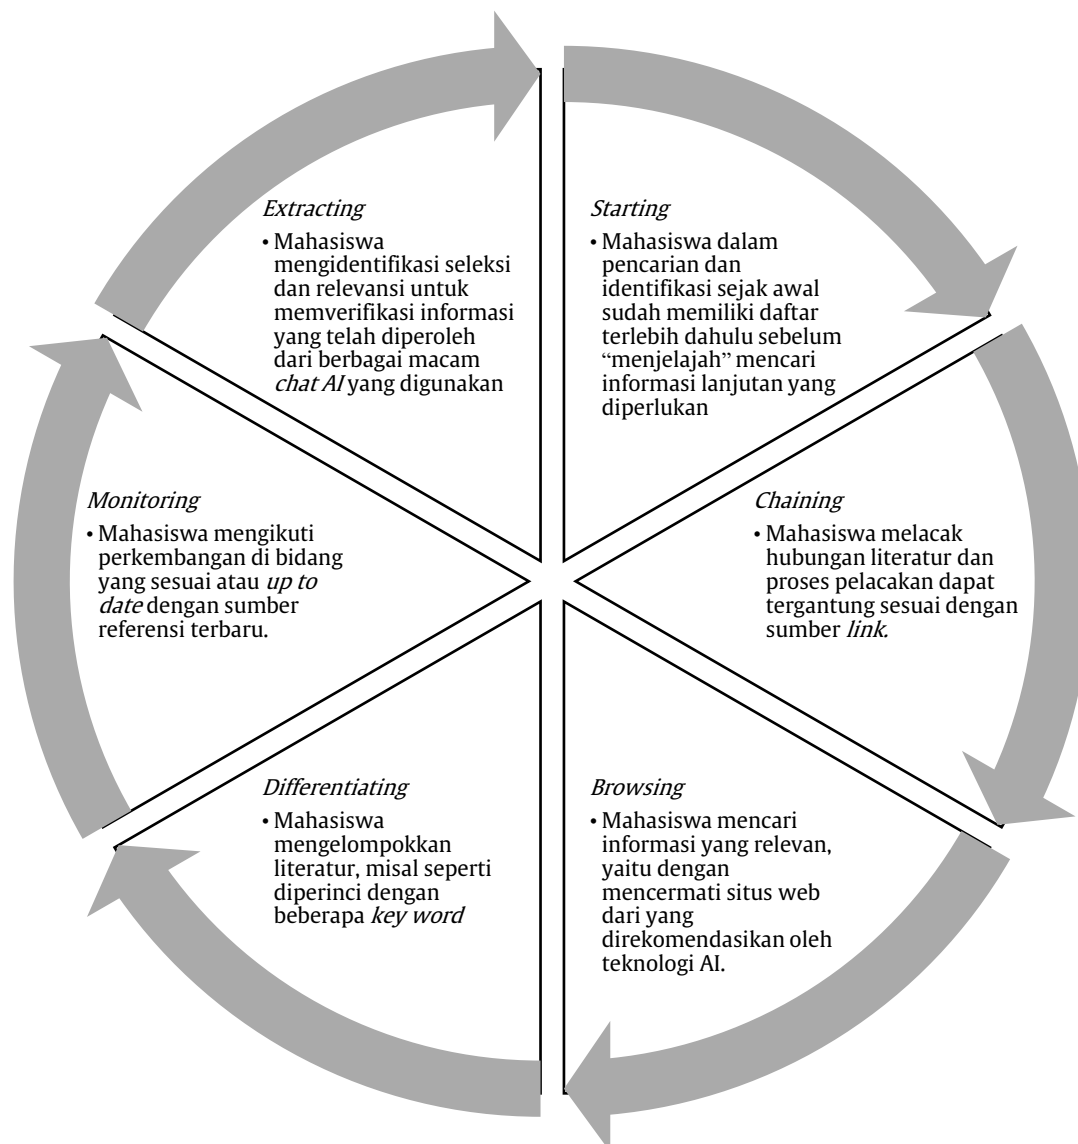 Extracting
• Mahasiswa
mengidentifikasi seleksi
dan relevansi untuk
memverifikasi informasi
yang telah diperoleh
dari berbagai macam
chat AI yang digunakan
Starting
• Mahasiswa dalam
pencarian dan
identifikasi sejak awal
sudah memiliki daftar
terlebih dahulu sebelum
“menjelajah” mencari
informasi lanjutan yang
diperlukan
Monitoring
• Mahasiswa mengikuti
perkembangan di bidang
yang sesuai atau up to
date dengan sumber
referensi terbaru.
Chaining
• Mahasiswa melacak
hubungan literatur dan
proses pelacakan dapat
tergantung sesuai dengan
sumber link.
Differentiating
• Mahasiswa
mengelompokkan
literatur, misal seperti
diperinci dengan
beberapa key word
Browsing
• Mahasiswa mencari
informasi yang relevan,
yaitu dengan
mencermati situs web
dari yang
direkomendasikan oleh
teknologi AI.